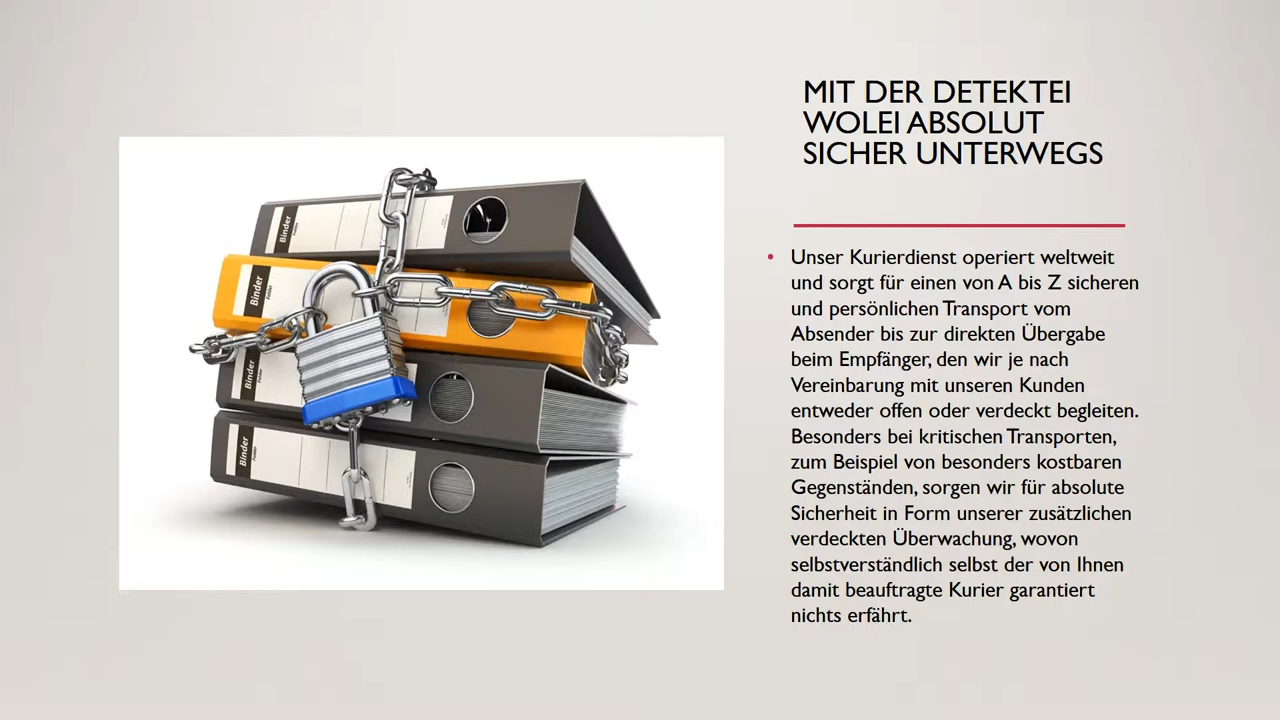 MIT DER DETEKTEI
WOLEI ABSOLUT
SICHER UNTERWEGS
Unser Kurierdienst operiert weltweit
und sorgt für einen von A bis Z sicheren
und persönlichen Transport vom
Absender bis zur direkten Übergabe
beim Empfänger, den wir je nach
Vereinbarung mit unseren Kunden
entweder offen oder verdeckt begleiten.
Besonders bei kritischen Transporten,
zum Beispiel von besonders kostbaren
Gegenständen, sorgen wir für absolute
Sicherheit in Form unserer zusätzlichen
verdeckten Überwachung, wovon
selbstverständlich selbst der von Ihnen
damit beauftragte Kurier garantiert
nichts erfährt.
Binder
Binder
Binder
Binder